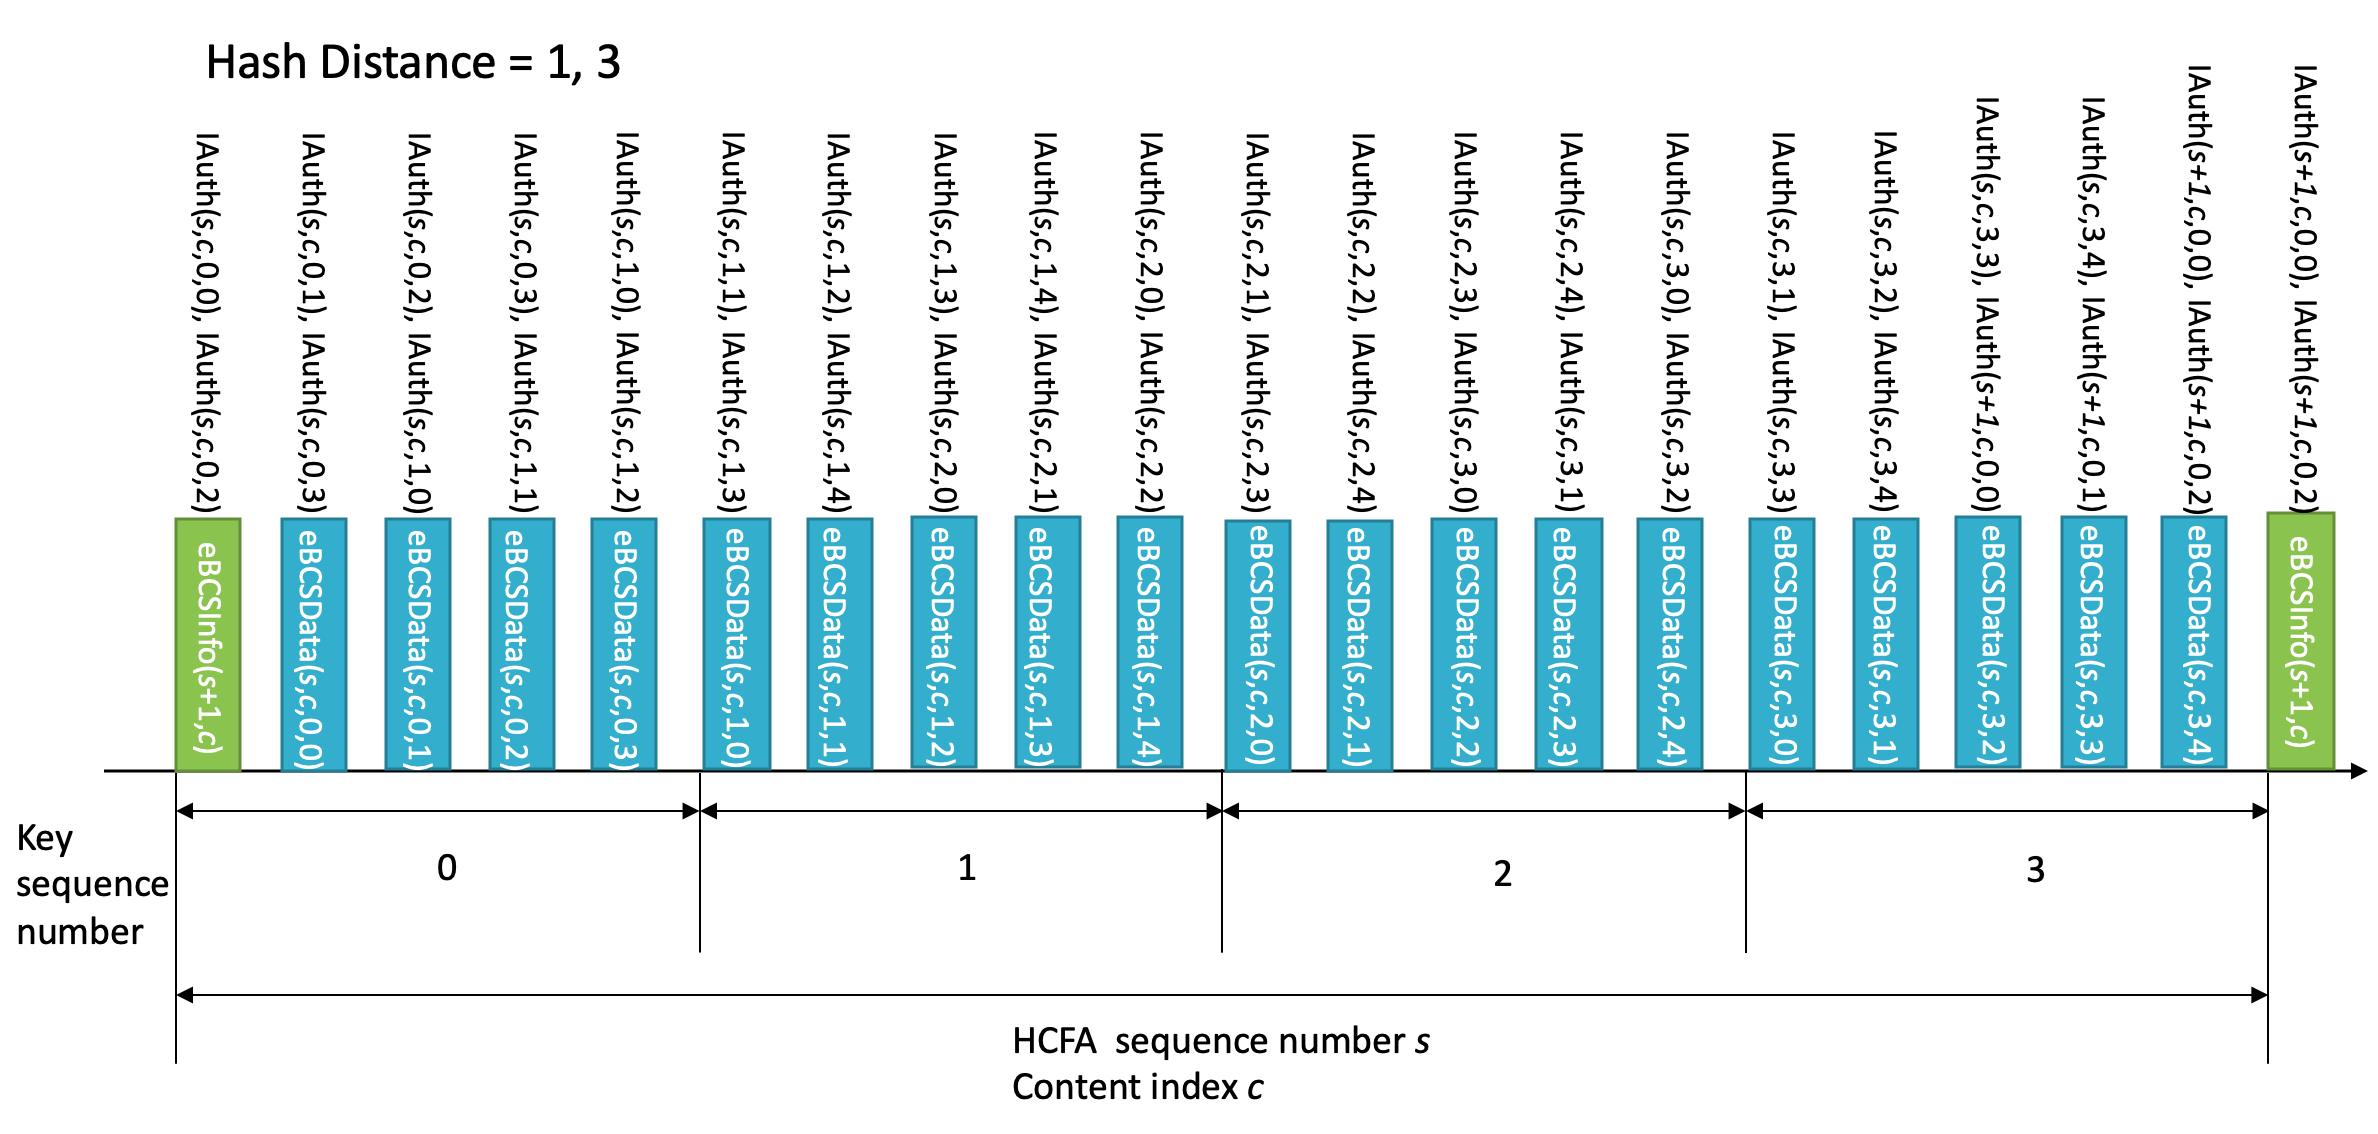 Hash Distance = 1, 3
IAuth(s,c,0,0), IAuth(s,c,0,2)
IAuth(s,c,0,1), IAuth(s,c,0,3)
IAuth(s,c,0,2), IAuth(s,c,1,0)
IAuth(s,c,0,3), IAuth(s,c,1,1)
IAuth(s,c,1,0), IAuth(s,c,1,2)
IAuth(s,c,1,1), IAuth(s,c,1,3)
IAuth(s,c,1,2), IAuth(s,c,1,4)
IAuth(s,c,1,3), IAuth(s,c,2,0)
IAuth(s,c,1,4), IAuth(s,c,2,1)
IAuth(s,c,2,0), IAuth(s,c,2,2)
IAuth(s,c,2,1), IAuth(s,c,2,3)
IAuth(s,c,2,2), IAuth(s,c,2,4)
IAuth(s,c,2,3), IAuth(s,c,3,0)
IAuth(s,c,2,4), IAuth(s,c,3,1)
IAuth(s,c,3,0), IAuth(s,c,3,2)
IAuth(s,c,3,1), IAuth(s,c,3,3)
IAuth(s,c,3,2), IAuth(s,c,3,4)
IAuth(s,c,3,3), IAuth(s+1,c,0,0)
IAuth(s,c,3,4), IAuth(s+1,c,0,1)
IAuth(s+1,c,0,0), IAuth(s+1,c,0,2)
IAuth(s+1,c,0,0), IAuth(s+1,c,0,2)
eBCSInfo(s+1,c)
eBCSData(s,c,0,0)
eBCSData(s,c,0,1)
eBCSData(s,c,0,2)
eBCSData(s,c,0,3)
eBCSData(s,c,1,0)
eBCSData(s,c,1,1)
eBCSData(s,c,1,2)
eBCSData(s,c,1,3)
eBCSData(s,c,1,4)
eBCSData(s,c,2,0)
eBCSData(s,c,2,1)
eBCSData(s,c,2,2)
eBCSData(s,c,2,3)
eBCSData(s,c,2,4)
eBCSData(s,c,3,0)
eBCSData(s,c,3,1)
eBCSData(s,c,3,2)
eBCSData(s,c,3,3)
eBCSData(s,c,3,4)
eBCSInfo(s+1,c)
Key
sequence
number
0
1
2
3
HCFA sequence number s
Content index c